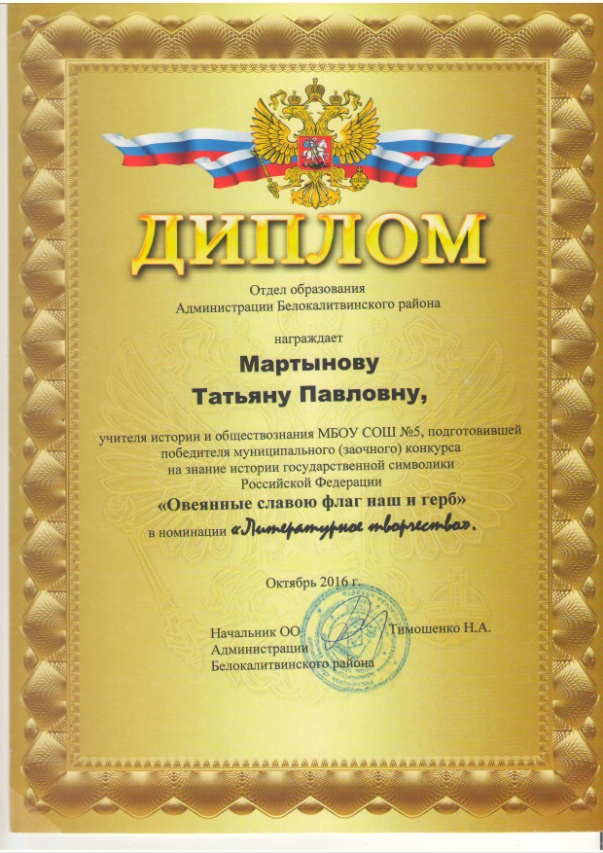 ДИПЛОМ
Отдел образования
Администрации Белокалитвинского района
награждает
Мартынову
Татьяну Павловну,
учителя истории и обществознания МБОУ СОШ №5, подготовившей
победителя муниципального (заочного) конкурса
на знание истории государственной символики
Российской Федерации
«Овеянные славою флаг наш и герб»
в номинации «Литературное творчество».
Октябрь 2016 г.
Начальник ОО Тимошенко Н.А.
Администрации
Белокалитвинского района